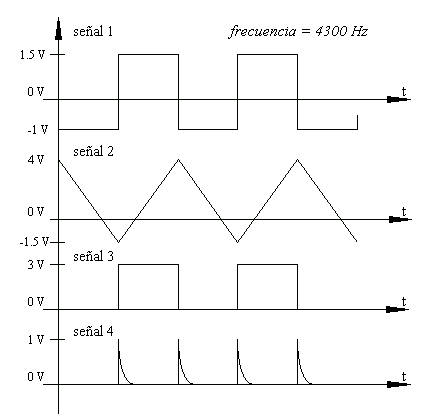 señal 1
frecuencia = 4300 Hz
1.5 V
0 V
t
-1 V
señal 2
4 V
0 V
t
-1.5 V
señal 3
3 V
0 V
t
señal 4
1 V
0 V
t